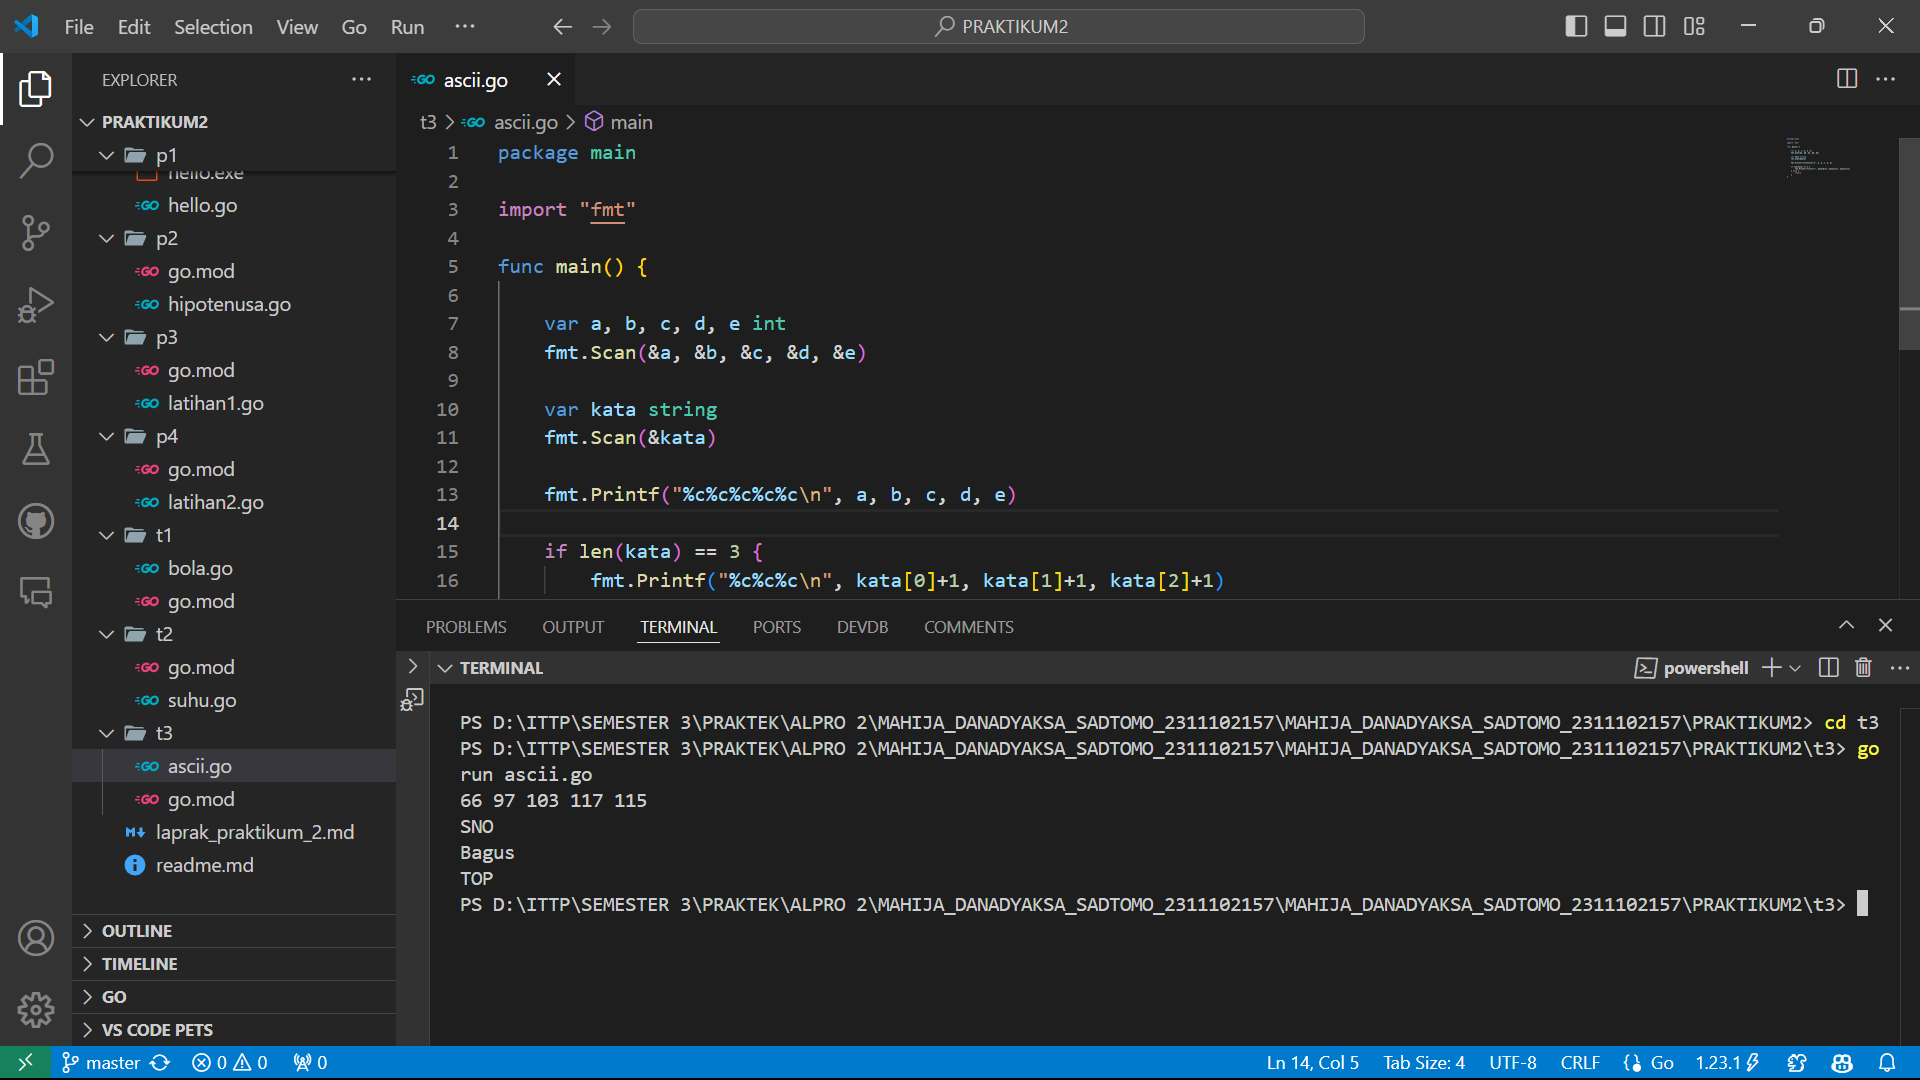 File Edit Selection View Go Run ··· PRAKTIKUM2
EXPLORER
PRAKTIKUM2
p1
hello.exe
hello.go
p2
go.mod
hipotenusa.go
p3
go.mod
latihan1.go
p4
go.mod
latihan2.go
t1
bola.go
go.mod
t2
go.mod
suhu.go
t3
ascii.go
go.mod
laprak_praktikum_2.md
readme.md
OUTLINE
TIMELINE
GO
VS CODE PETS
ascii.go
t3 > ascii.go > main
1 package main
2
3 import "fmt"
4
5 func main() {
6
7 var a, b, c, d, e int
8 fmt.Scan(&a, &b, &c, &d, &e)
9
10 var kata string
11 fmt.Scan(&kata)
12
13 fmt.Printf("%c%c%c%c%c\n", a, b, c, d, e)
14
15 if len(kata) == 3 {
16 fmt.Printf("%c%c%c\n", kata[0]+1, kata[1]+1, kata[2]+1)
PROBLEMS OUTPUT TERMINAL PORTS DEVDB COMMENTS
TERMINAL powershell
PS D:\ITTP\SEMESTER 3\PRAKTEK\ALPRO 2\MAHIJA_DANADYAKSA_SADTOMO_2311102157\MAHIJA_DANADYAKSA_SADTOMO_2311102157\PRAKTIKUM2> cd t3
PS D:\ITTP\SEMESTER 3\PRAKTEK\ALPRO 2\MAHIJA_DANADYAKSA_SADTOMO_2311102157\MAHIJA_DANADYAKSA_SADTOMO_2311102157\PRAKTIKUM2\t3> go
run ascii.go
66 97 103 117 115
SNO
Bagus
TOP
PS D:\ITTP\SEMESTER 3\PRAKTEK\ALPRO 2\MAHIJA_DANADYAKSA_SADTOMO_2311102157\MAHIJA_DANADYAKSA_SADTOMO_2311102157\PRAKTIKUM2\t3>
master 0 0 0 Ln 14, Col 5 Tab Size: 4 UTF-8 CRLF Go 1.23.1